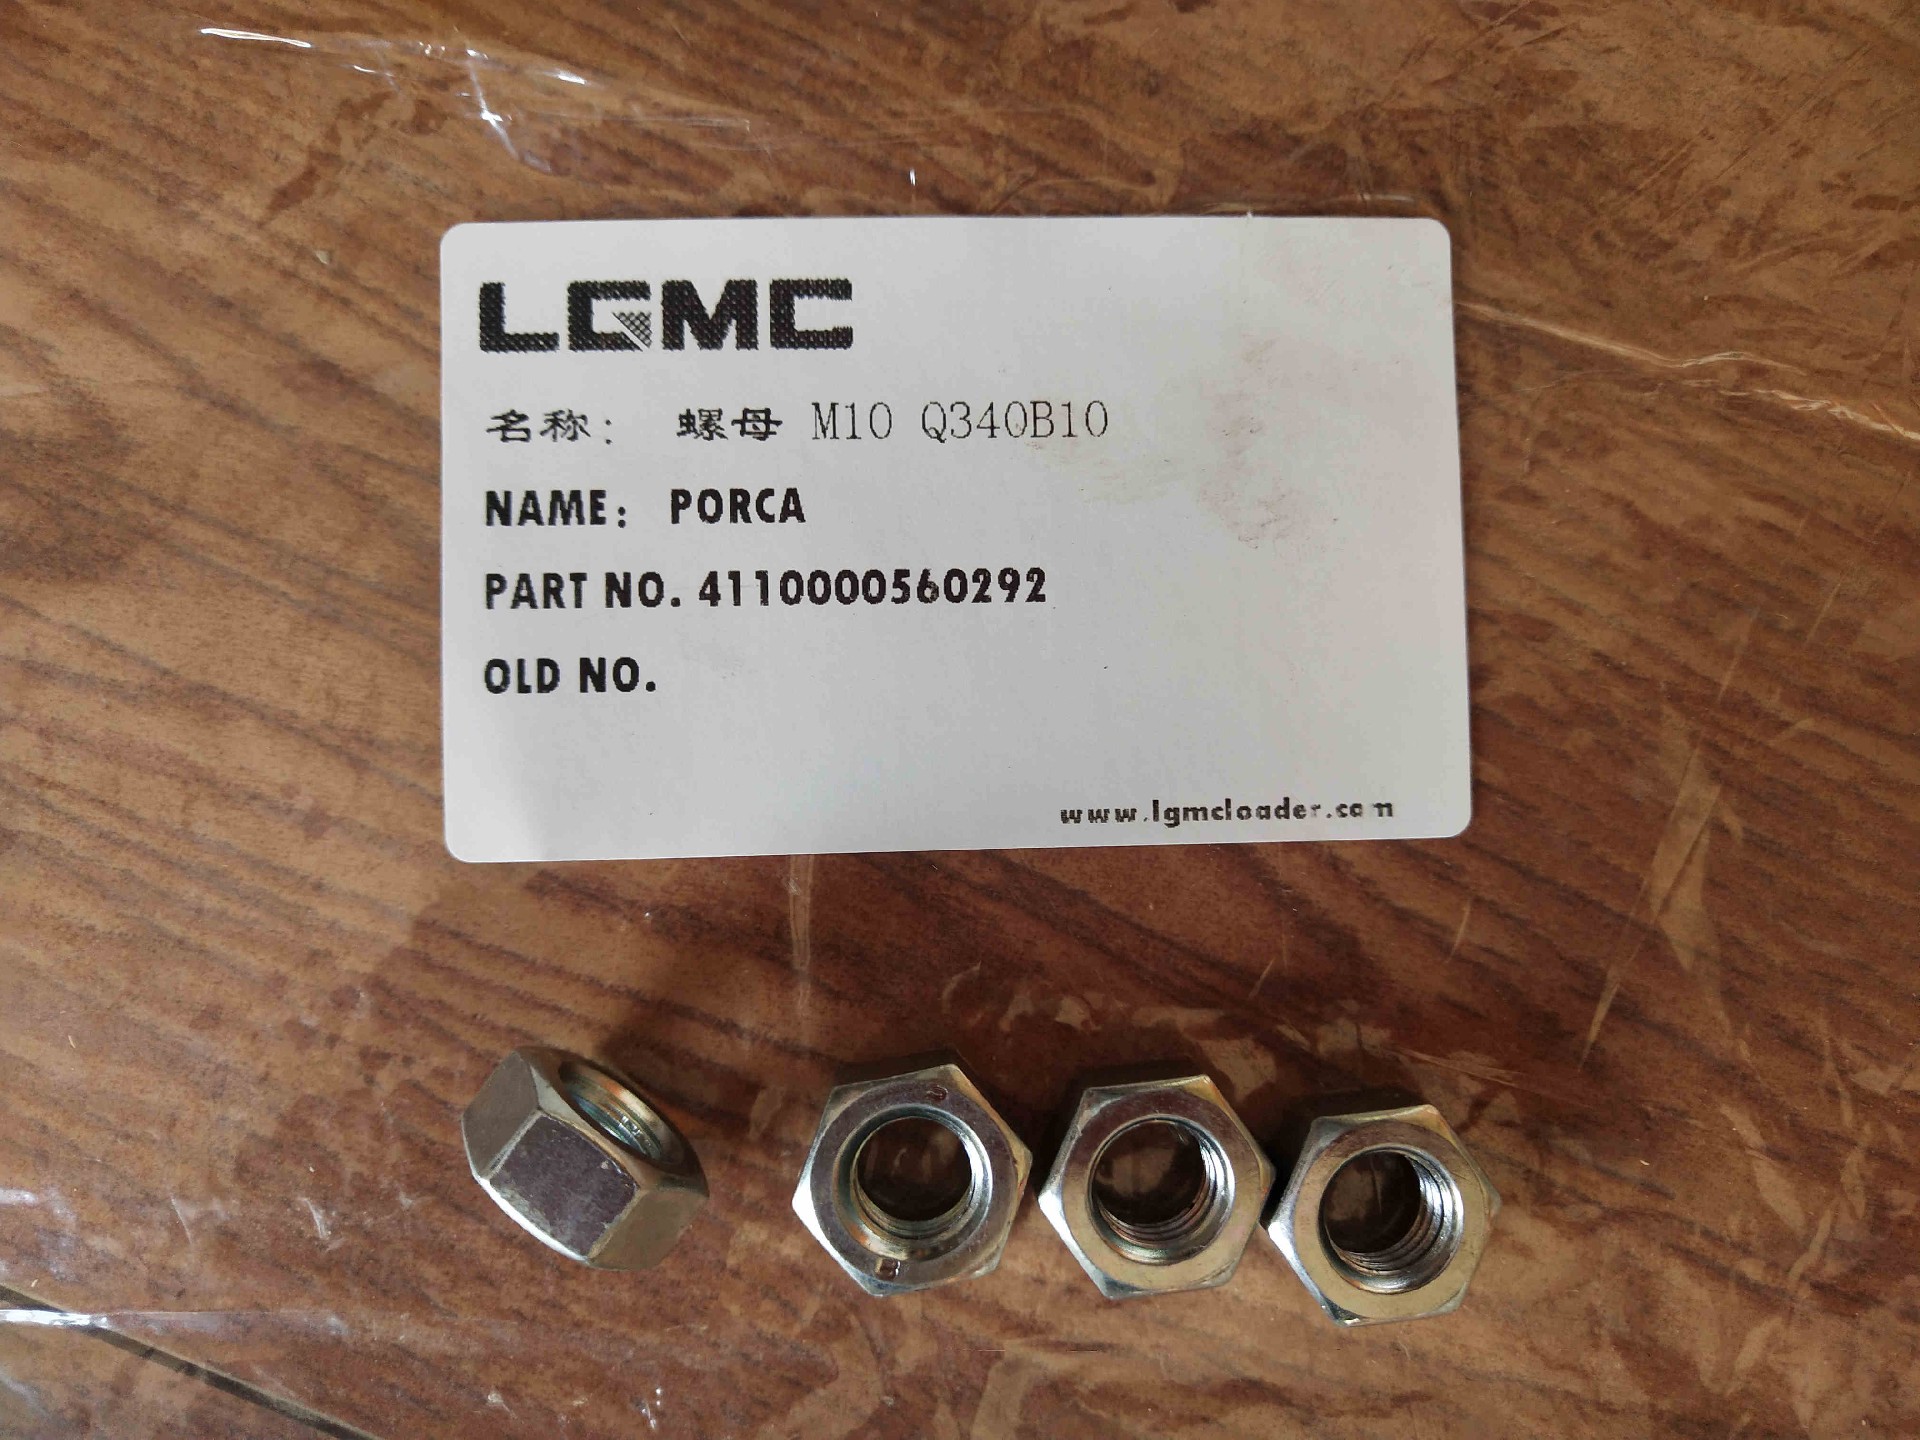 LGMC
名称： 螺母 M10 Q340B10
NAME: PORCA
PART NO. 4110000560292
OLD NO.
www.lgmcloader.com